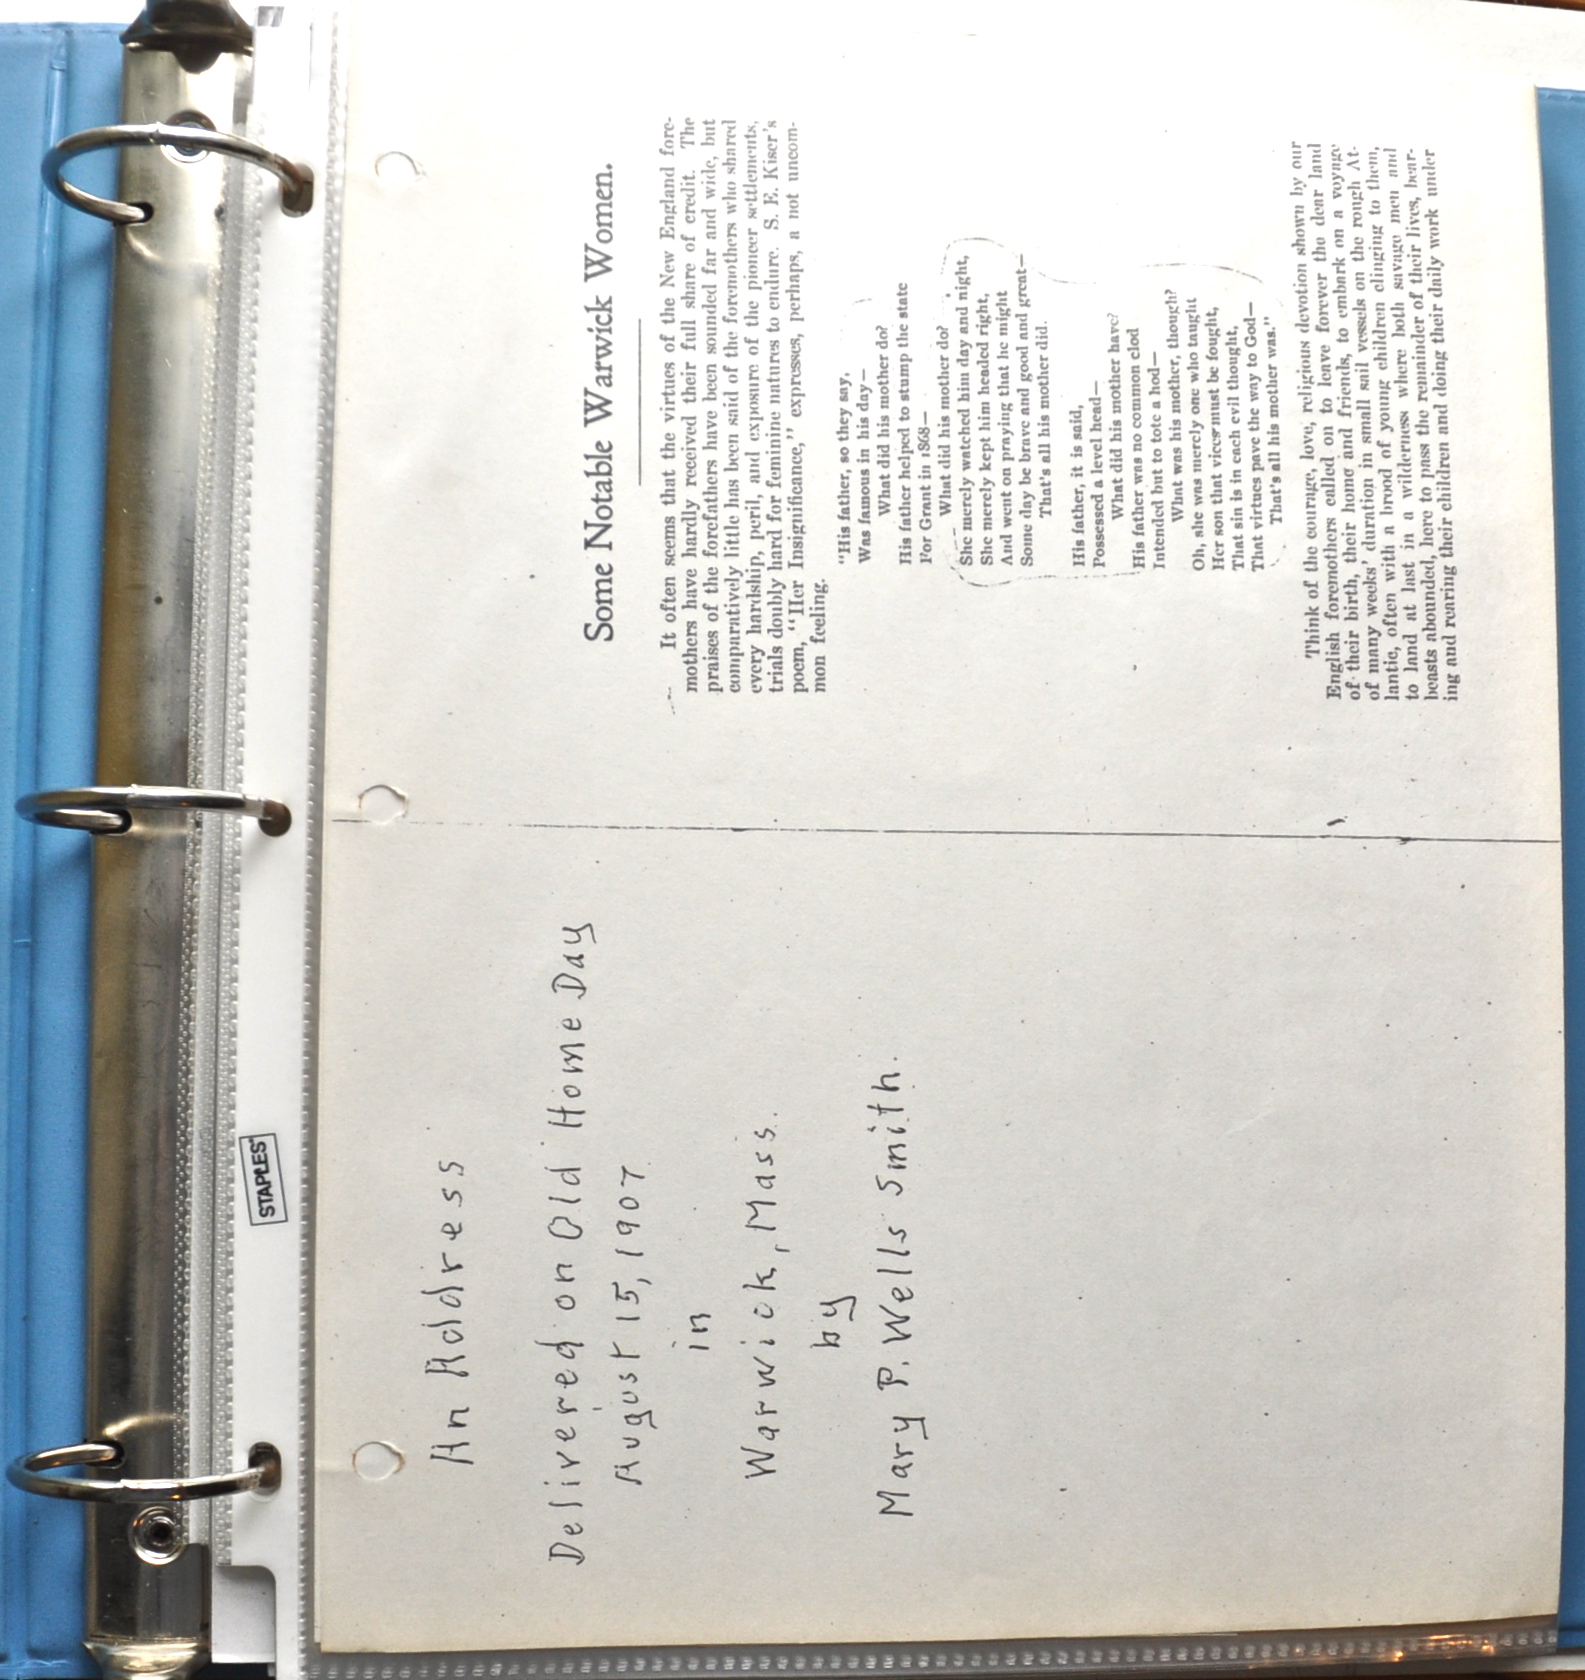 STAPLES
An Address
Delivered on Old Home Day
August 15, 1907
in
Warwick, Mass.
by
Mary P. Wells Smith.
Some Notable Warwick Women.
It often seems that the virtues of the New England fore-
mothers have hardly received their full share of credit. The
praises of the forefathers have been sounded far and wide, but
comparatively little has been said of the foremothers who shared
every hardship, peril, and exposure of the pioneer settlements,
trials doubly hard for feminine natures to endure. S. E. Kiser's
poem, "Her Insignificance," expresses, perhaps, a not uncom-
mon feeling.
"His father, so they say,
Was famous in his day—
What did his mother do?
His father helped to stump the state
For Grant in 1868—
What did his mother do?
She merely watched him day and night,
She merely kept him headed right,
And went on praying that he might
Some day be brave and good and great—
That's all his mother did.
His father, it is said,
Possessed a level head—
What did his mother have?
His father was no common clod
Intended but to tote a hod—
What was his mother, though?
Oh, she was merely one who taught
Her son that vices must be fought,
That sin is in each evil thought,
That virtues pave the way to God—
That's all his mother was."
Think of the courage, love, religious devotion shown by our
English foremothers called on to leave forever the dear land
of their birth, their home and friends, to embark on a voyage
of many weeks' duration in small sail vessels on the rough At-
lantic, often with a brood of young children clinging to them,
to land at last in a wilderness where both savage men and
beasts abounded, here to pass the remainder of their lives, bear-
ing and rearing their children and doing their daily work under